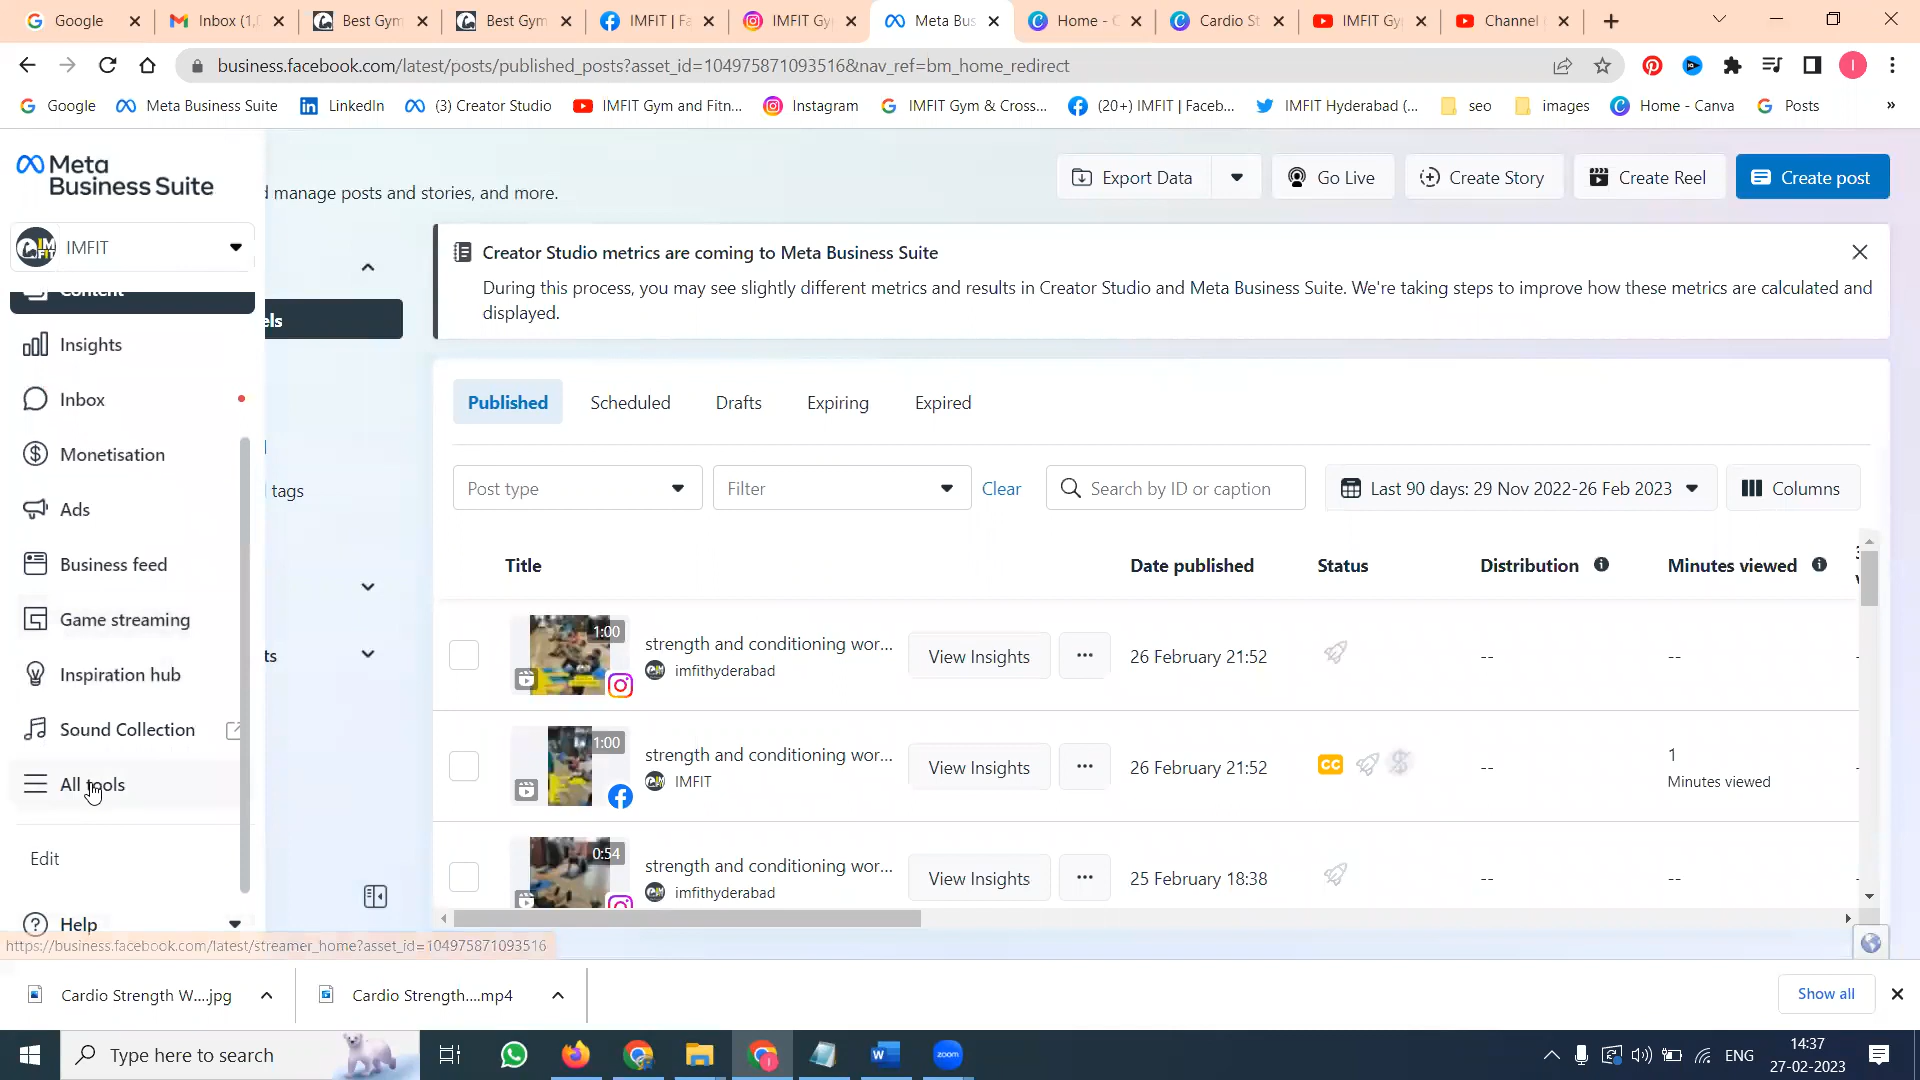 Google
Inbox (1,
Best Gym
Best Gym
IMFIT | Fa
IMFIT Gy
Meta Bus
Home - C
Cardio St
IMFIT Gy
Channel
business.facebook.com/latest/posts/published_posts?asset_id=104975871093516&nav_ref=bm_home_redirect
Google
Meta Business Suite
LinkedIn
(3) Creator Studio
IMFIT Gym and Fitn...
Instagram
IMFIT Gym & Cross...
(20+) IMFIT | Faceb...
IMFIT Hyderabad (...
seo
images
Home - Canva
Posts
»
Meta
Business Suite
manage posts and stories, and more.
Export Data
Go Live
Create Story
Create Reel
Create post
IMFIT
Content
Insights
Inbox
Monetisation
Ads
Business feed
Game streaming
Inspiration hub
Sound Collection
All tools
Edit
Help
els
tags
ts
Creator Studio metrics are coming to Meta Business Suite
During this process, you may see slightly different metrics and results in Creator Studio and Meta Business Suite. We're taking steps to improve how these metrics are calculated and
displayed.
Published
Scheduled
Drafts
Expiring
Expired
Post type
Filter
Clear
Search by ID or caption
Last 90 days: 29 Nov 2022-26 Feb 2023
Columns
Title
Date published
Status
Distribution
Minutes viewed
1:00
strength and conditioning wor...
imfithyderabad
View Insights
...
26 February 21:52
--
--
1:00
strength and conditioning wor...
IMFIT
View Insights
...
26 February 21:52
CC
--
1
Minutes viewed
0:54
strength and conditioning wor...
imfithyderabad
View Insights
...
25 February 18:38
--
--
https://business.facebook.com/latest/streamer_home?asset_id=104975871093516
Cardio Strength W....jpg
Cardio Strength....mp4
Show all
Type here to search
zoom
ENG
14:37
27-02-2023